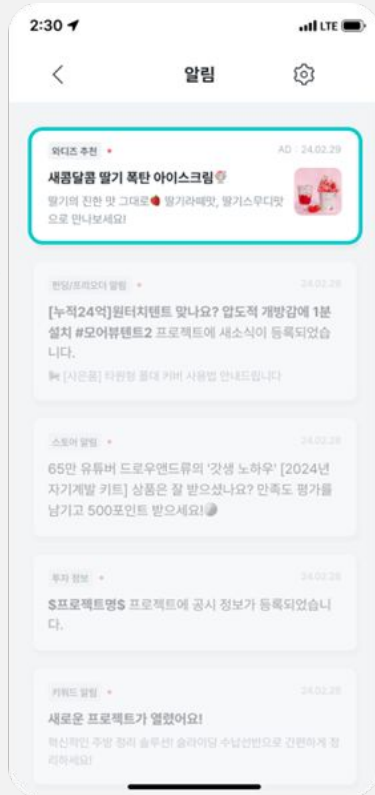 2:30
LTE
알림
와디즈 추천
AD · 24.02.29
새콤달콤 딸기 폭탄 아이스크림🍦
딸기의 진한 맛 그대로🍓 딸기라떼맛, 딸기스무디맛
으로 만나보세요!
펀딩/프리오더 알림
24.02.28
[누적24억]원터치텐트 맞나요? 압도적 개방감에 1분
설치 #모어뷰텐트2 프로젝트에 새소식이 등록되었습
니다.
[사은품] 타원형 폴대 커버 사용법 안내드립니다
스토어 알림
24.02.28
65만 유튜버 드로우앤드류의 '갓생 노하우' [2024년
자기계발 키트] 상품은 잘 받으셨나요? 만족도 평가를
남기고 500포인트 받으세요!
투자 정보
24.02.28
$프로젝트명$ 프로젝트에 공시 정보가 등록되었습니
다.
키워드 알림
24.02.28
새로운 프로젝트가 열렸어요!
혁신적인 주방 정리 솔루션! 슬라이딩 수납선반으로 간편하게 정
리하세요!